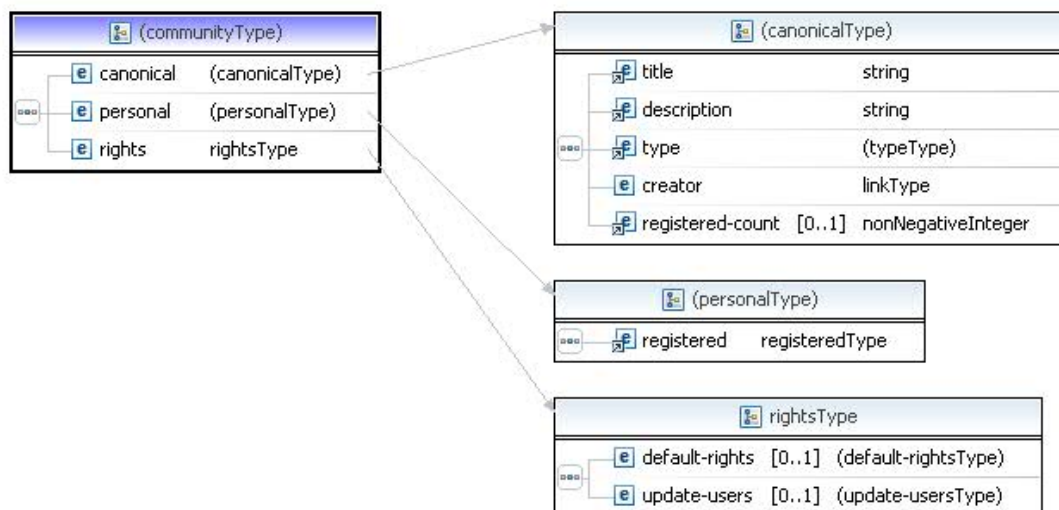 (communityType)
e canonical (canonicalType)
e personal (personalType)
e rights rightsType
(canonicalType)
e title string
e description string
e type (typeType)
e creator linkType
e registered-count [0..1] nonNegativeInteger
(personalType)
e registered registeredType
rightsType
e default-rights [0..1] (default-rightsType)
e update-users [0..1] (update-usersType)